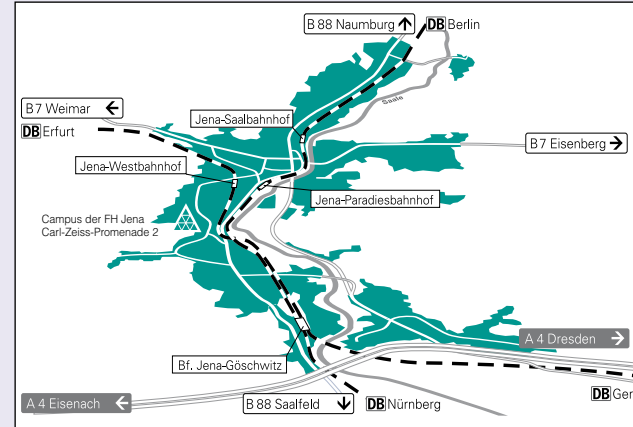 B 88 Naumburg ↑ DB Berlin
Saale
B 7 Weimar ←
DB Erfurt
Jena-Saalbahnhof
B 7 Eisenberg →
Jena-Westbahnhof
Jena-Paradiesbahnhof
Campus der FH Jena
Carl-Zeiss-Promenade 2
A 4 Dresden →
Bf. Jena-Göschwitz
DB Ger
A 4 Eisenach ←
B 88 Saalfeld ↓
DB Nürnberg